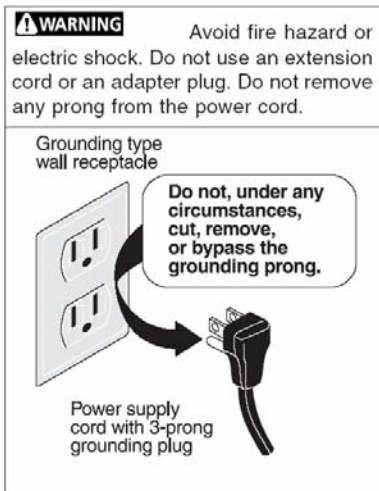 WARNING Avoid fire hazard or
electric shock. Do not use an extension
cord or an adapter plug. Do not remove
any prong from the power cord.
Grounding type
wall receptacle
Do not, under any
circumstances,
cut, remove,
or bypass the
grounding prong.
Power supply
cord with 3-prong
grounding plug